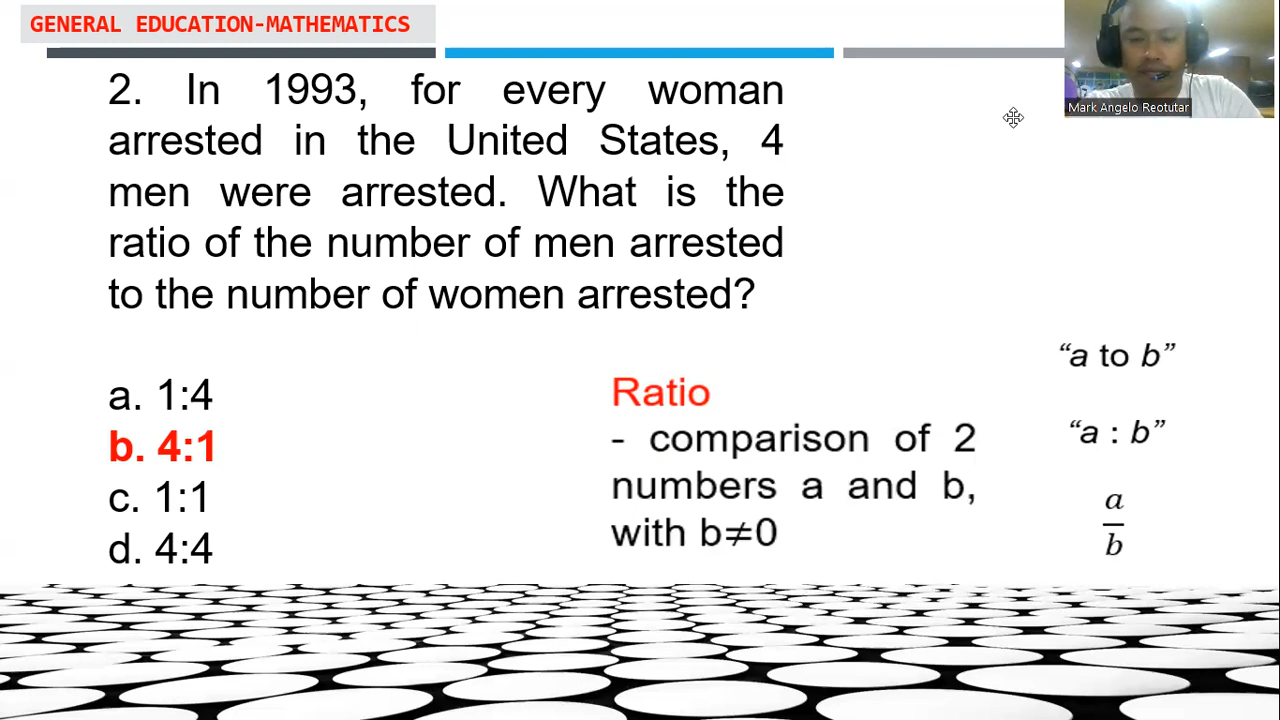 GENERAL EDUCATION-MATHEMATICS
Mark Angelo Reotutar
2. In 1993, for every woman
arrested in the United States, 4
men were arrested. What is the
ratio of the number of men arrested
to the number of women arrested?
a. 1:4
b. 4:1
c. 1:1
d. 4:4
Ratio
- comparison of 2
numbers a and b,
with b≠0
“a to b”
“a : b”
a
b